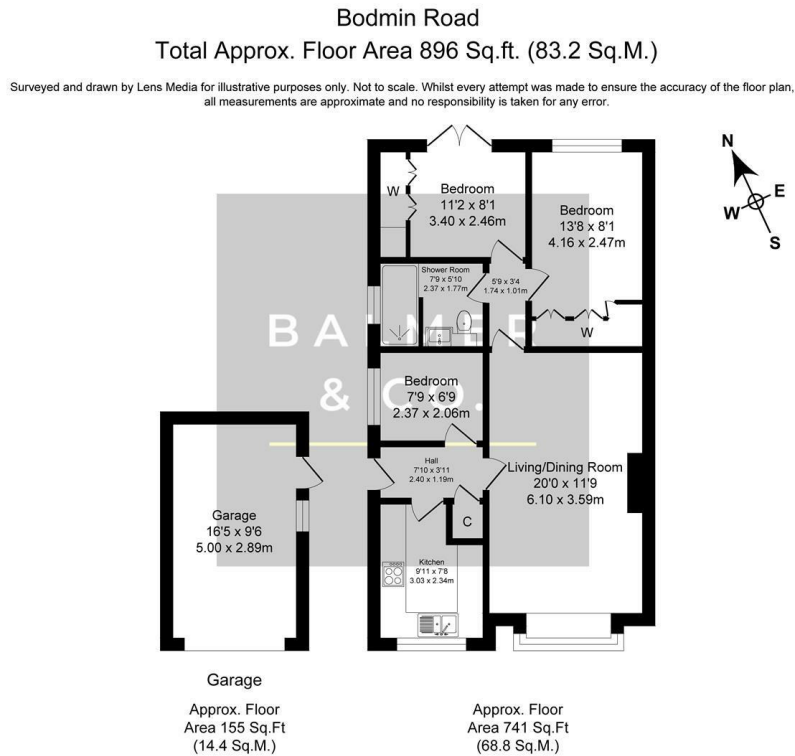 Bodmin Road
Total Approx. Floor Area 896 Sq.ft. (83.2 Sq.M.)
Surveyed and drawn by Lens Media for illustrative purposes only. Not to scale. Whilst every attempt was made to ensure the accuracy of the floor plan,
all measurements are approximate and no responsibility is taken for any error.
N
E
W
S
W
Bedroom
11'2 x 8'1
3.40 x 2.46m
Bedroom
13'8 x 8'1
4.16 x 2.47m
Shower Room
7'9 x 5'10
2.37 x 1.77m
5'9 x 3'4
1.74 x 1.01m
W
BALMER
& CO.
Bedroom
7'9 x 6'9
2.37 x 2.06m
Hall
7'10 x 3'11
2.40 x 1.19m
Living/Dining Room
20'0 x 11'9
6.10 x 3.59m
C
Garage
16'5 x 9'6
5.00 x 2.89m
Kitchen
9'11 x 7'8
3.03 x 2.34m
Garage
Approx. Floor
Area 155 Sq.Ft
(14.4 Sq.M.)
Approx. Floor
Area 741 Sq.Ft
(68.8 Sq.M.)